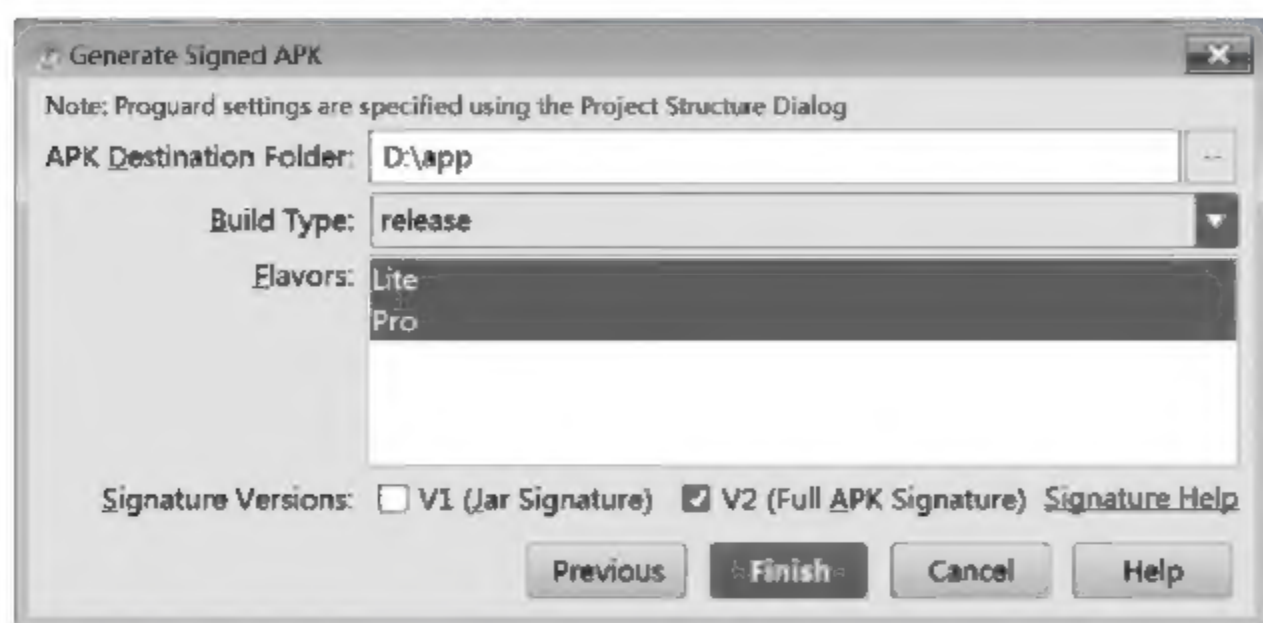 Generate Signed APK
Note: Proguard settings are specified using the Project Structure Dialog
APK Destination Folder: D:\app
Build Type: release
Flavors: Lite
Pro
Signature Versions: V1 (Jar Signature) V2 (Full APK Signature) Signature Help
Previous Finish Cancel Help